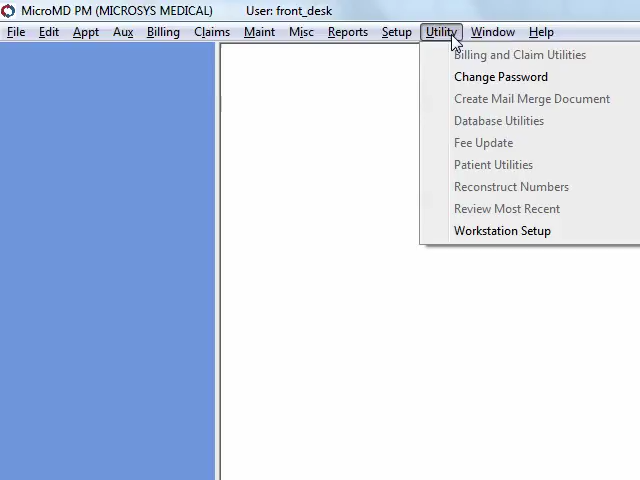 MicroMD PM (MICROSYS MEDICAL) User: front_desk
File Edit Appt Aux Billing Claims Maint Misc Reports Setup Utility Window Help
Billing and Claim Utilities
Change Password
Create Mail Merge Document
Database Utilities
Fee Update
Patient Utilities
Reconstruct Numbers
Review Most Recent
Workstation Setup